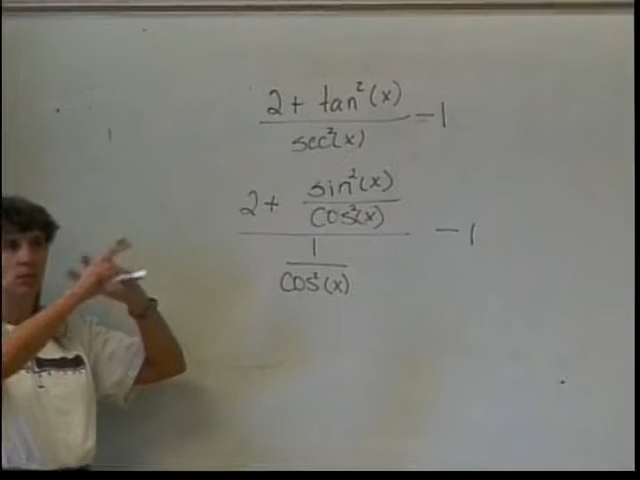 2 + tan²(x)
sec²(x)
−1
2 + sin²(x)
cos²(x)
1
cos²(x)
−1